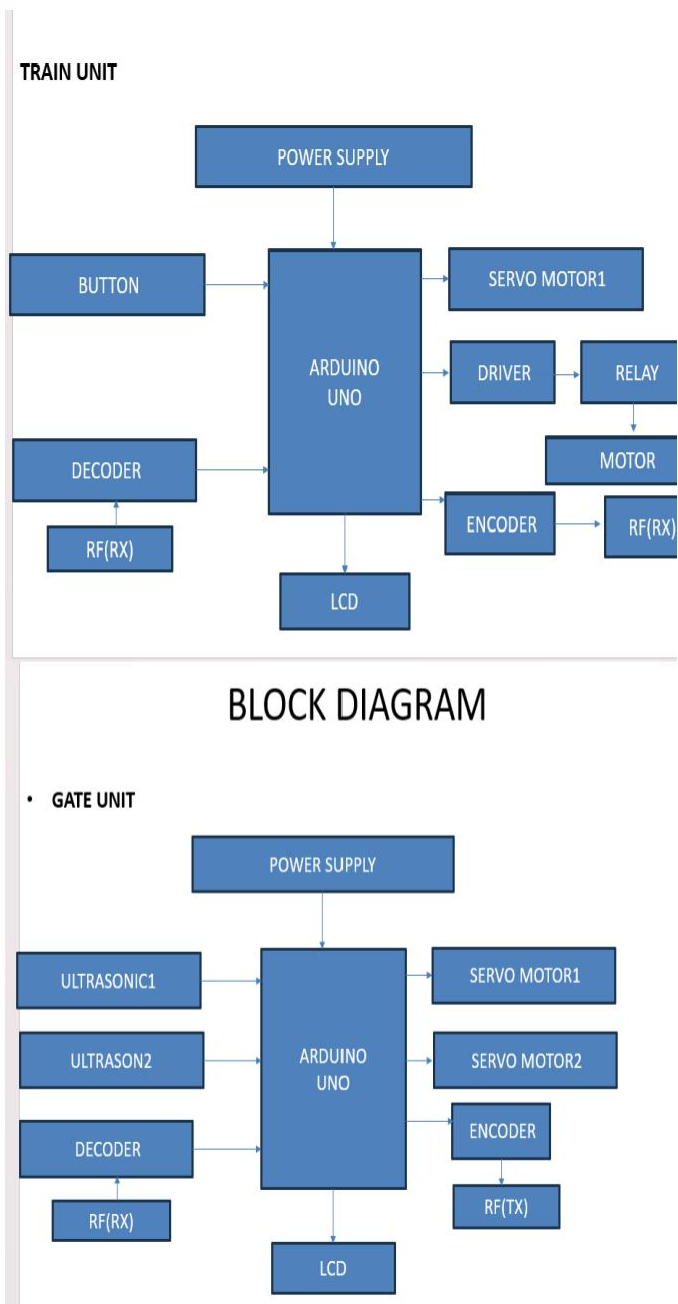 TRAIN UNIT
POWER SUPPLY
BUTTON
SERVO MOTOR1
ARDUINO
UNO
DRIVER
RELAY
MOTOR
DECODER
ENCODER
RF(RX)
RF(RX)
LCD
BLOCK DIAGRAM
• GATE UNIT
POWER SUPPLY
ULTRASONIC1
SERVO MOTOR1
ULTRASON2
ARDUINO
UNO
SERVO MOTOR2
DECODER
ENCODER
RF(RX)
RF(TX)
LCD